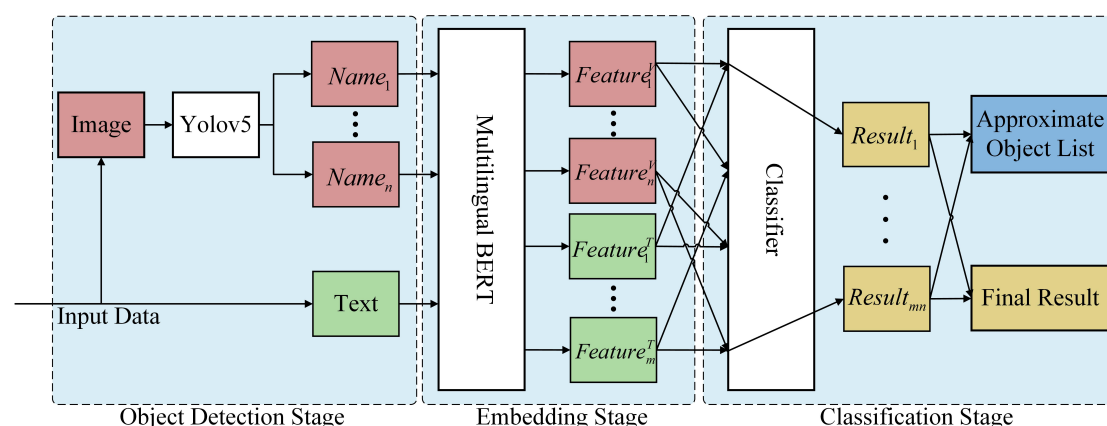 Image
Yolov5
Name1
Namen
Text
Input Data
Object Detection Stage
Multilingual BERT
Feature1V
FeaturenV
Feature1T
FeaturemT
Embedding Stage
Classifier
Result1
Resultmn
Approximate
Object List
Final Result
Classification Stage